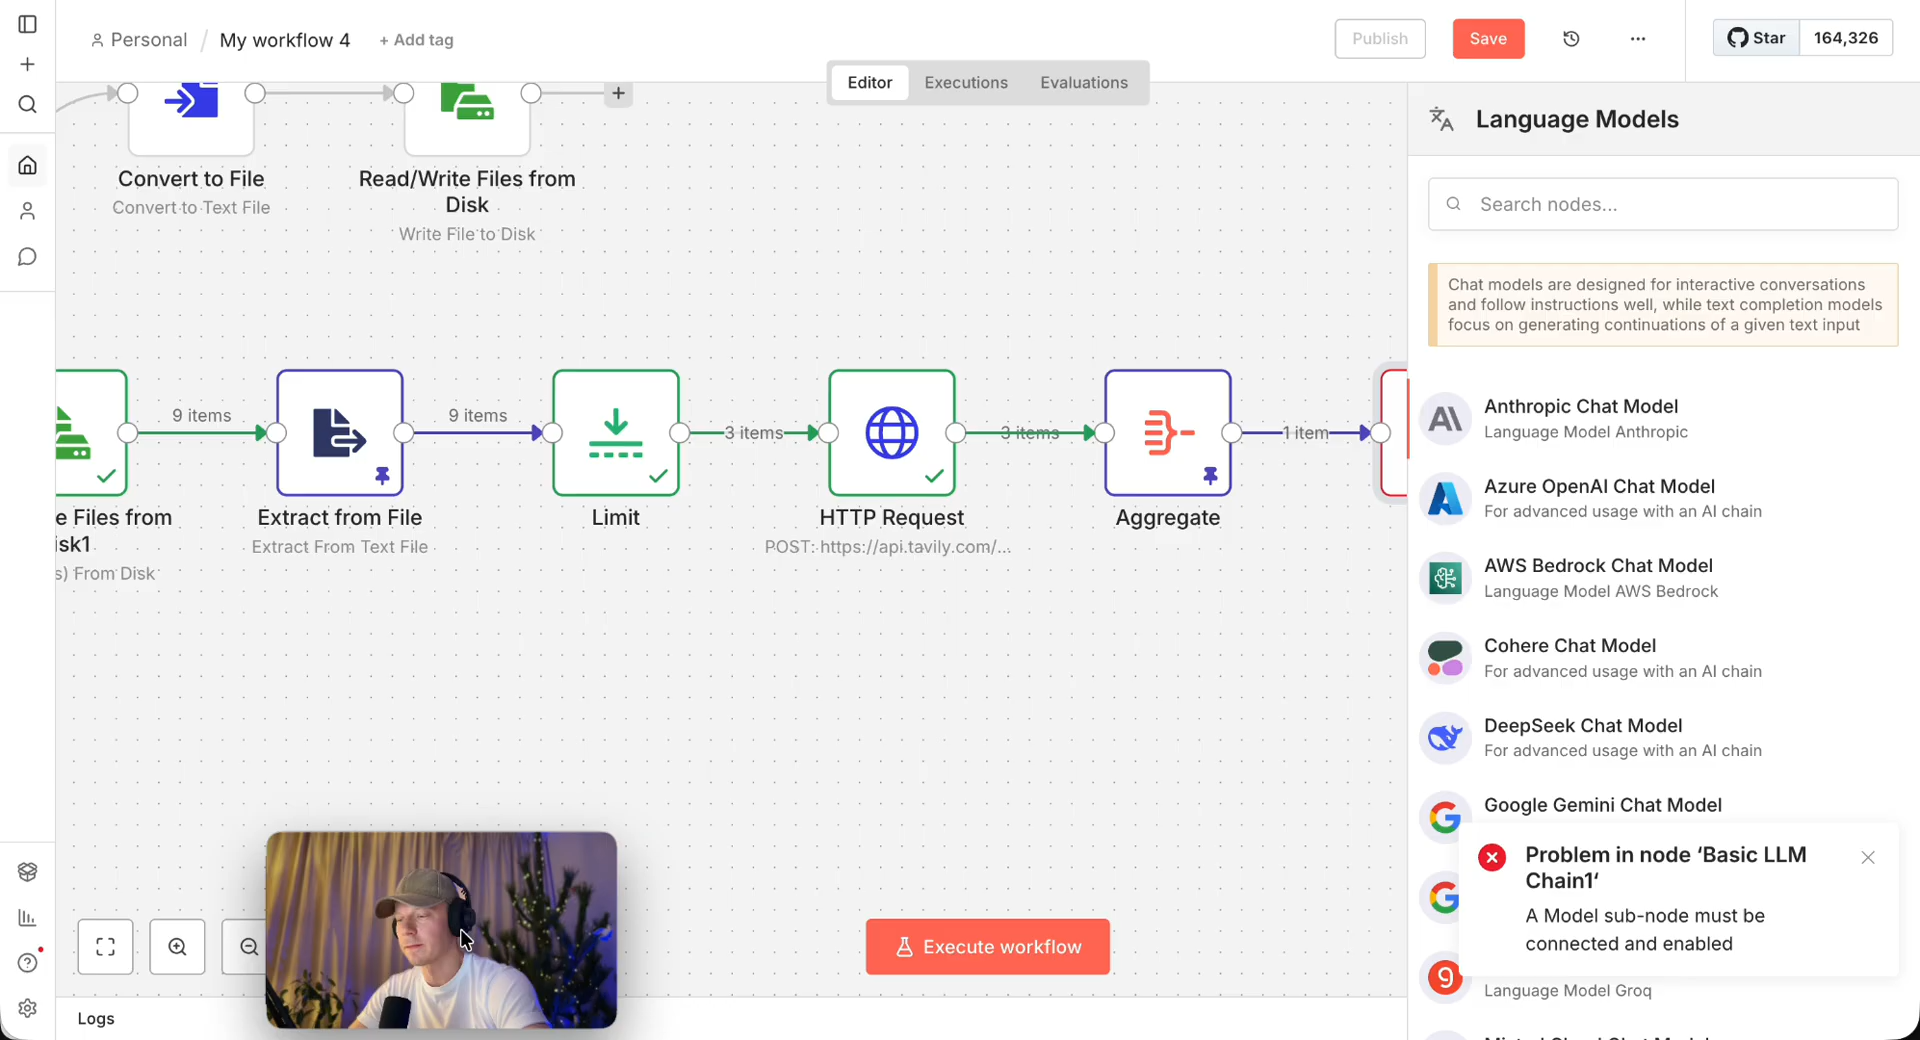 Personal / My workflow 4 + Add tag
Publish
Save
Star 164,326
Editor Executions Evaluations
Convert to File
Convert to Text File
Read/Write Files from
Disk
Write File to Disk
9 items
9 items
3 items
3 items
1 item
e Files from
isk1
s) From Disk
Extract from File
Extract From Text File
Limit
HTTP Request
POST: https://api.tavily.com/...
Aggregate
Execute workflow
Logs
Language Models
Search nodes...
Chat models are designed for interactive conversations
and follow instructions well, while text completion models
focus on generating continuations of a given text input
Anthropic Chat Model
Language Model Anthropic
Azure OpenAI Chat Model
For advanced usage with an AI chain
AWS Bedrock Chat Model
Language Model AWS Bedrock
Cohere Chat Model
For advanced usage with an AI chain
DeepSeek Chat Model
For advanced usage with an AI chain
Google Gemini Chat Model
Problem in node ‘Basic LLM
Chain1‘
A Model sub-node must be
connected and enabled
Language Model Groq